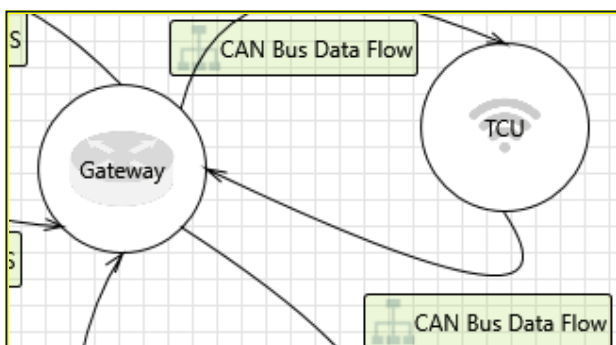 S
CAN Bus Data Flow
TCU
Gateway
S
CAN Bus Data Flow